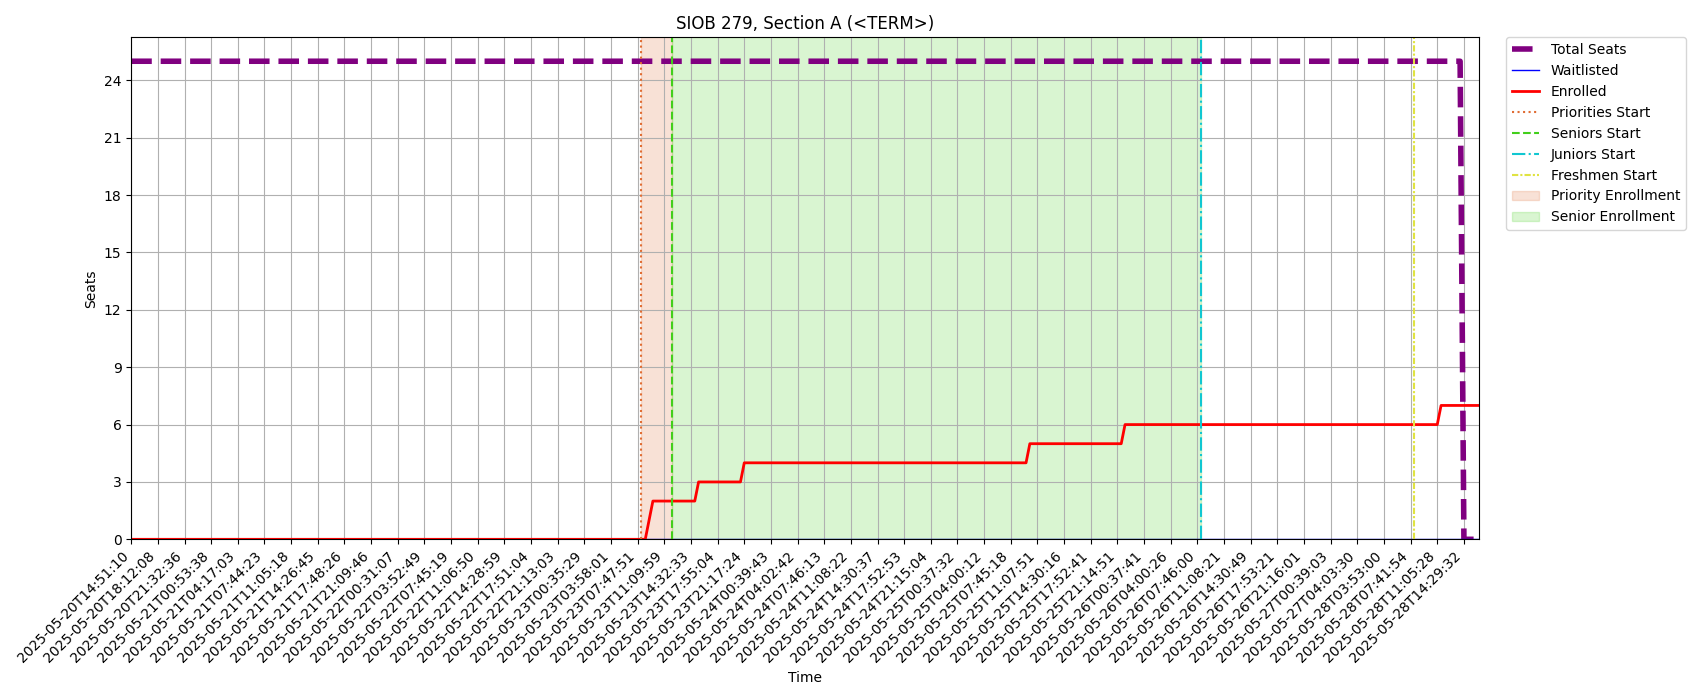 SIOB 279, Section A (<TERM>)
Total Seats
Waitlisted
Enrolled
Priorities Start
Seniors Start
Juniors Start
Freshmen Start
Priority Enrollment
Senior Enrollment
Seats
24
21
18
15
12
9
6
3
0
2025-05-20T14:51:10
2025-05-20T18:12:08
2025-05-20T21:32:36
2025-05-21T00:53:38
2025-05-21T04:17:03
2025-05-21T07:44:23
2025-05-21T11:05:18
2025-05-21T14:26:45
2025-05-21T17:48:26
2025-05-21T21:09:46
2025-05-22T00:31:07
2025-05-22T03:52:49
2025-05-22T07:45:19
2025-05-22T11:06:50
2025-05-22T14:28:59
2025-05-22T17:51:04
2025-05-22T21:13:03
2025-05-23T00:35:29
2025-05-23T03:58:01
2025-05-23T07:47:51
2025-05-23T11:09:59
2025-05-23T14:32:33
2025-05-23T17:55:04
2025-05-23T21:17:24
2025-05-24T00:39:43
2025-05-24T04:02:42
2025-05-24T07:46:13
2025-05-24T11:08:22
2025-05-24T14:30:37
2025-05-24T17:52:53
2025-05-24T21:15:04
2025-05-25T00:37:32
2025-05-25T04:00:12
2025-05-25T07:45:18
2025-05-25T11:07:51
2025-05-25T14:30:16
2025-05-25T17:52:41
2025-05-25T21:14:51
2025-05-26T00:37:41
2025-05-26T04:00:26
2025-05-26T07:46:00
2025-05-26T11:08:21
2025-05-26T14:30:49
2025-05-26T17:53:21
2025-05-26T21:16:01
2025-05-27T00:39:03
2025-05-27T04:03:30
2025-05-28T03:53:00
2025-05-28T07:41:54
2025-05-28T11:05:28
2025-05-28T14:29:32
Time